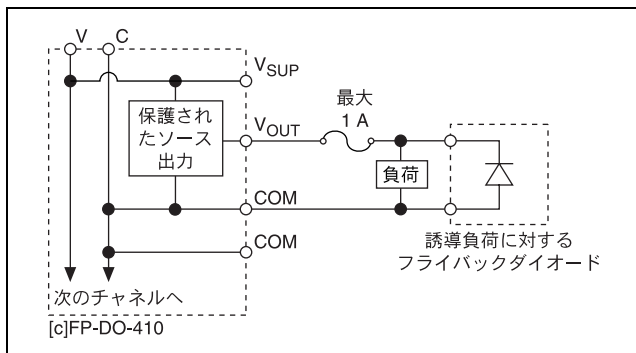 V
C
V_SUP
最大
1 A
保護され
たソース
出力
V_OUT
負荷
COM
COM
誘導負荷に対する
フライバックダイオード
次のチャネルへ
[c]FP-DO-410